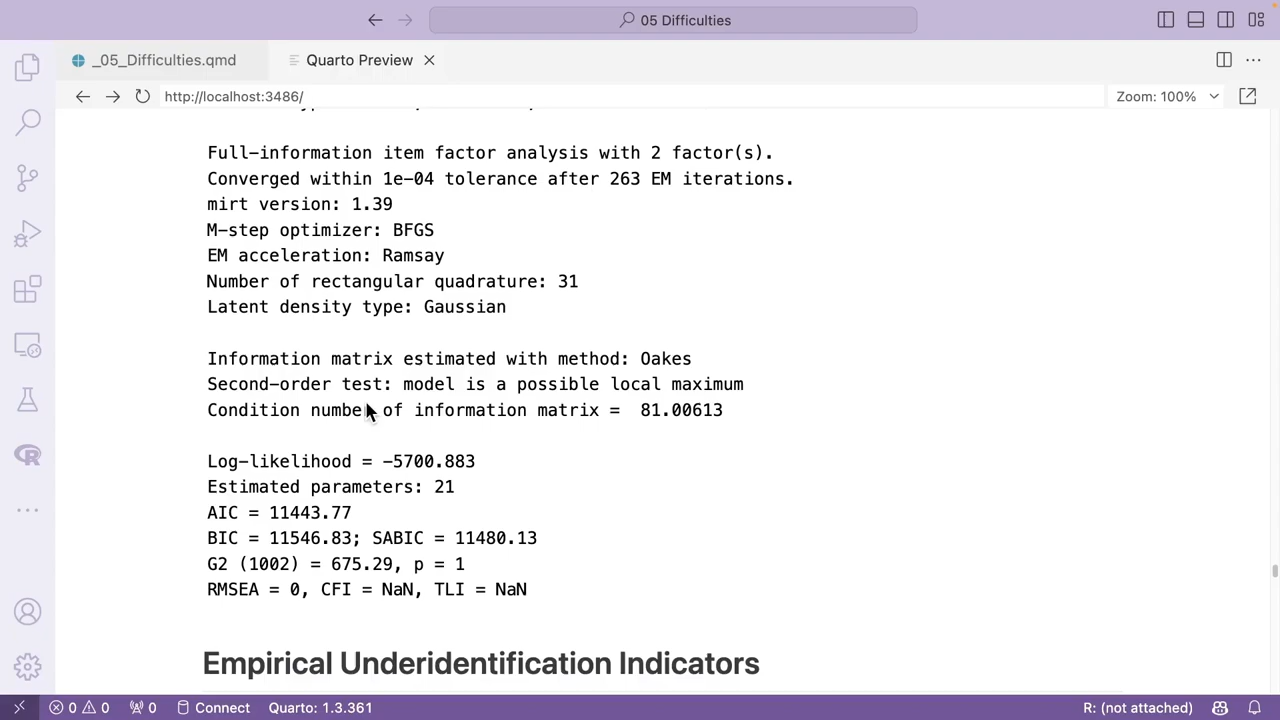 05 Difficulties
_05_Difficulties.qmd
Quarto Preview
http://localhost:3486/
Zoom: 100%
Full-information item factor analysis with 2 factor(s).
Converged within 1e-04 tolerance after 263 EM iterations.
mirt version: 1.39
M-step optimizer: BFGS
EM acceleration: Ramsay
Number of rectangular quadrature: 31
Latent density type: Gaussian
Information matrix estimated with method: Oakes
Second-order test: model is a possible local maximum
Condition number of information matrix =  81.00613
Log-likelihood = -5700.883
Estimated parameters: 21
AIC = 11443.77
BIC = 11546.83; SABIC = 11480.13
G2 (1002) = 675.29, p = 1
RMSEA = 0, CFI = NaN, TLI = NaN
Empirical Underidentification Indicators
0 0 0 Connect Quarto: 1.3.361 R: (not attached)